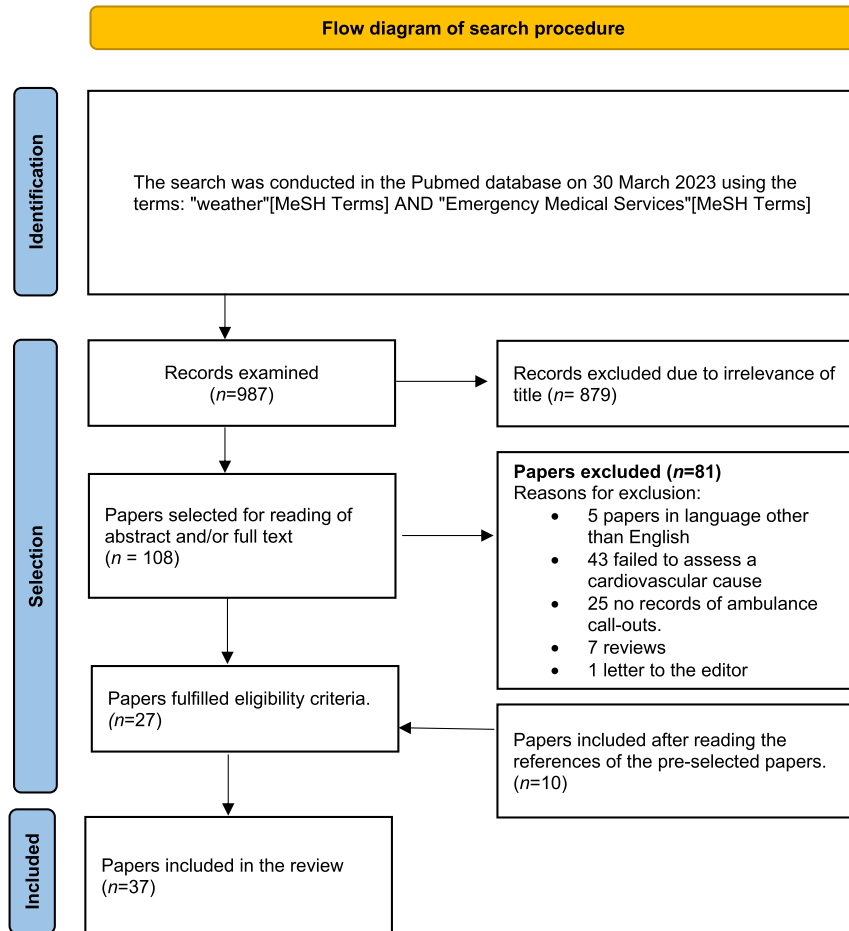 Flow diagram of search procedure
Identification
The search was conducted in the Pubmed database on 30 March 2023 using the
terms: "weather"[MeSH Terms] AND "Emergency Medical Services"[MeSH Terms]
Selection
Records examined
(n=987)
Records excluded due to irrelevance of
title (n= 879)
Papers selected for reading of
abstract and/or full text
(n = 108)
Papers excluded (n=81)
Reasons for exclusion:
• 5 papers in language other
than English
• 43 failed to assess a
cardiovascular cause
• 25 no records of ambulance
call-outs.
• 7 reviews
• 1 letter to the editor
Papers fulfilled eligibility criteria.
(n=27)
Papers included after reading the
references of the pre-selected papers.
(n=10)
Included
Papers included in the review
(n=37)